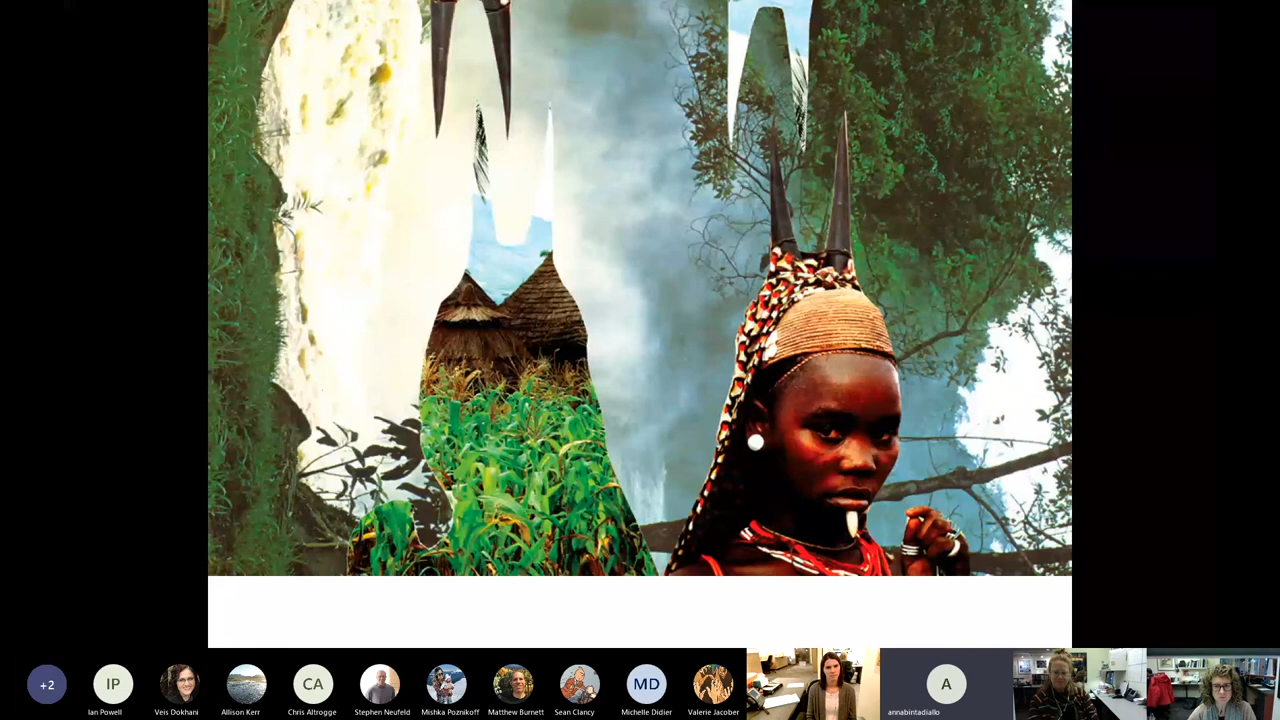 +2
IP
CA
MD
A
Ian Powell
Veis Dokhani
Allison Kerr
Chris Altrogge
Stephen Neufeld
Mishka Poznikoff
Matthew Burnett
Sean Clancy
Michelle Didier
Valerie Jacober
annabintadiallo